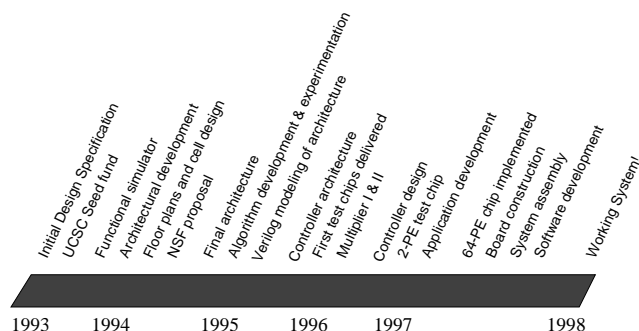 Initial Design Specification
UCSC Seed fund
Functional simulator
Architectural development
Floor plans and cell design
NSF proposal
Final architecture
Algorithm development & experimentation
Verilog modeling of architecture
Controller architecture
First test chips delivered
Multiplier I & II
Controller design
2-PE test chip
Application development
64-PE chip implemented
Board construction
System assembly
Software development
Working System!
1993
1994
1995
1996
1997
1998